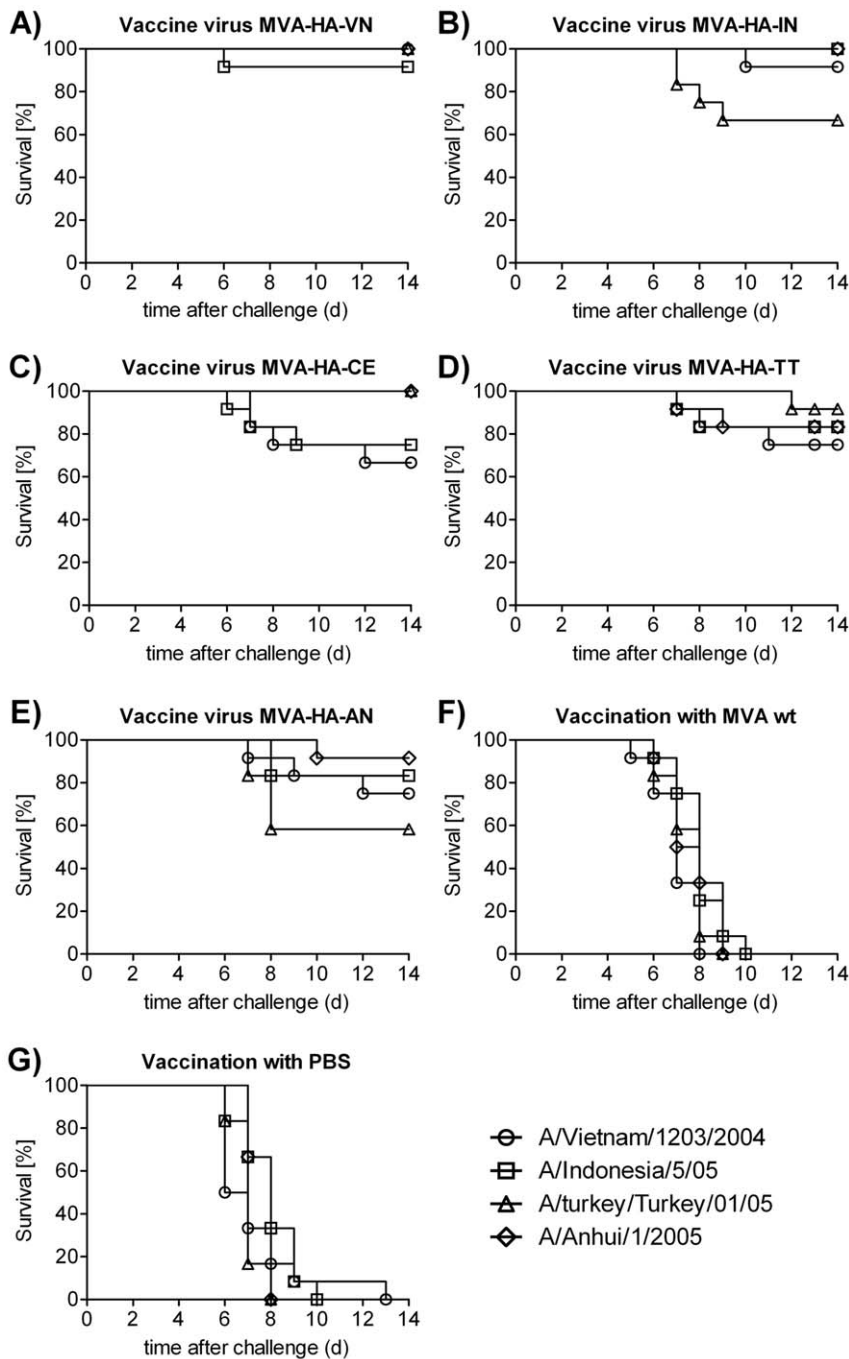 A) Vaccine virus MVA-HA-VN
Survival [%]
100
80
60
40
20
0
0 2 4 6 8 10 12 14
time after challenge (d)
B) Vaccine virus MVA-HA-IN
Survival [%]
100
80
60
40
20
0
0 2 4 6 8 10 12 14
time after challenge (d)
C) Vaccine virus MVA-HA-CE
Survival [%]
100
80
60
40
20
0
0 2 4 6 8 10 12 14
time after challenge (d)
D) Vaccine virus MVA-HA-TT
Survival [%]
100
80
60
40
20
0
0 2 4 6 8 10 12 14
time after challenge (d)
E) Vaccine virus MVA-HA-AN
Survival [%]
100
80
60
40
20
0
0 2 4 6 8 10 12 14
time after challenge (d)
F) Vaccination with MVA wt
Survival [%]
100
80
60
40
20
0
0 2 4 6 8 10 12 14
time after challenge (d)
G) Vaccination with PBS
Survival [%]
100
80
60
40
20
0
0 2 4 6 8 10 12 14
time after challenge (d)
A/Vietnam/1203/2004
A/Indonesia/5/05
A/turkey/Turkey/01/05
A/Anhui/1/2005